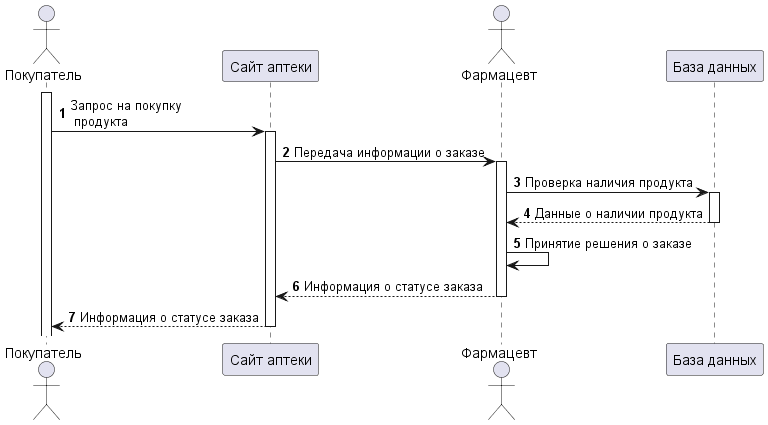 Покупатель
Сайт аптеки
Фармацевт
База данных
1 Запрос на покупку
продукта
2 Передача информации о заказе
3 Проверка наличия продукта
4 Данные о наличии продукта
5 Принятие решения о заказе
6 Информация о статусе заказа
7 Информация о статусе заказа
Покупатель
Сайт аптеки
Фармацевт
База данных